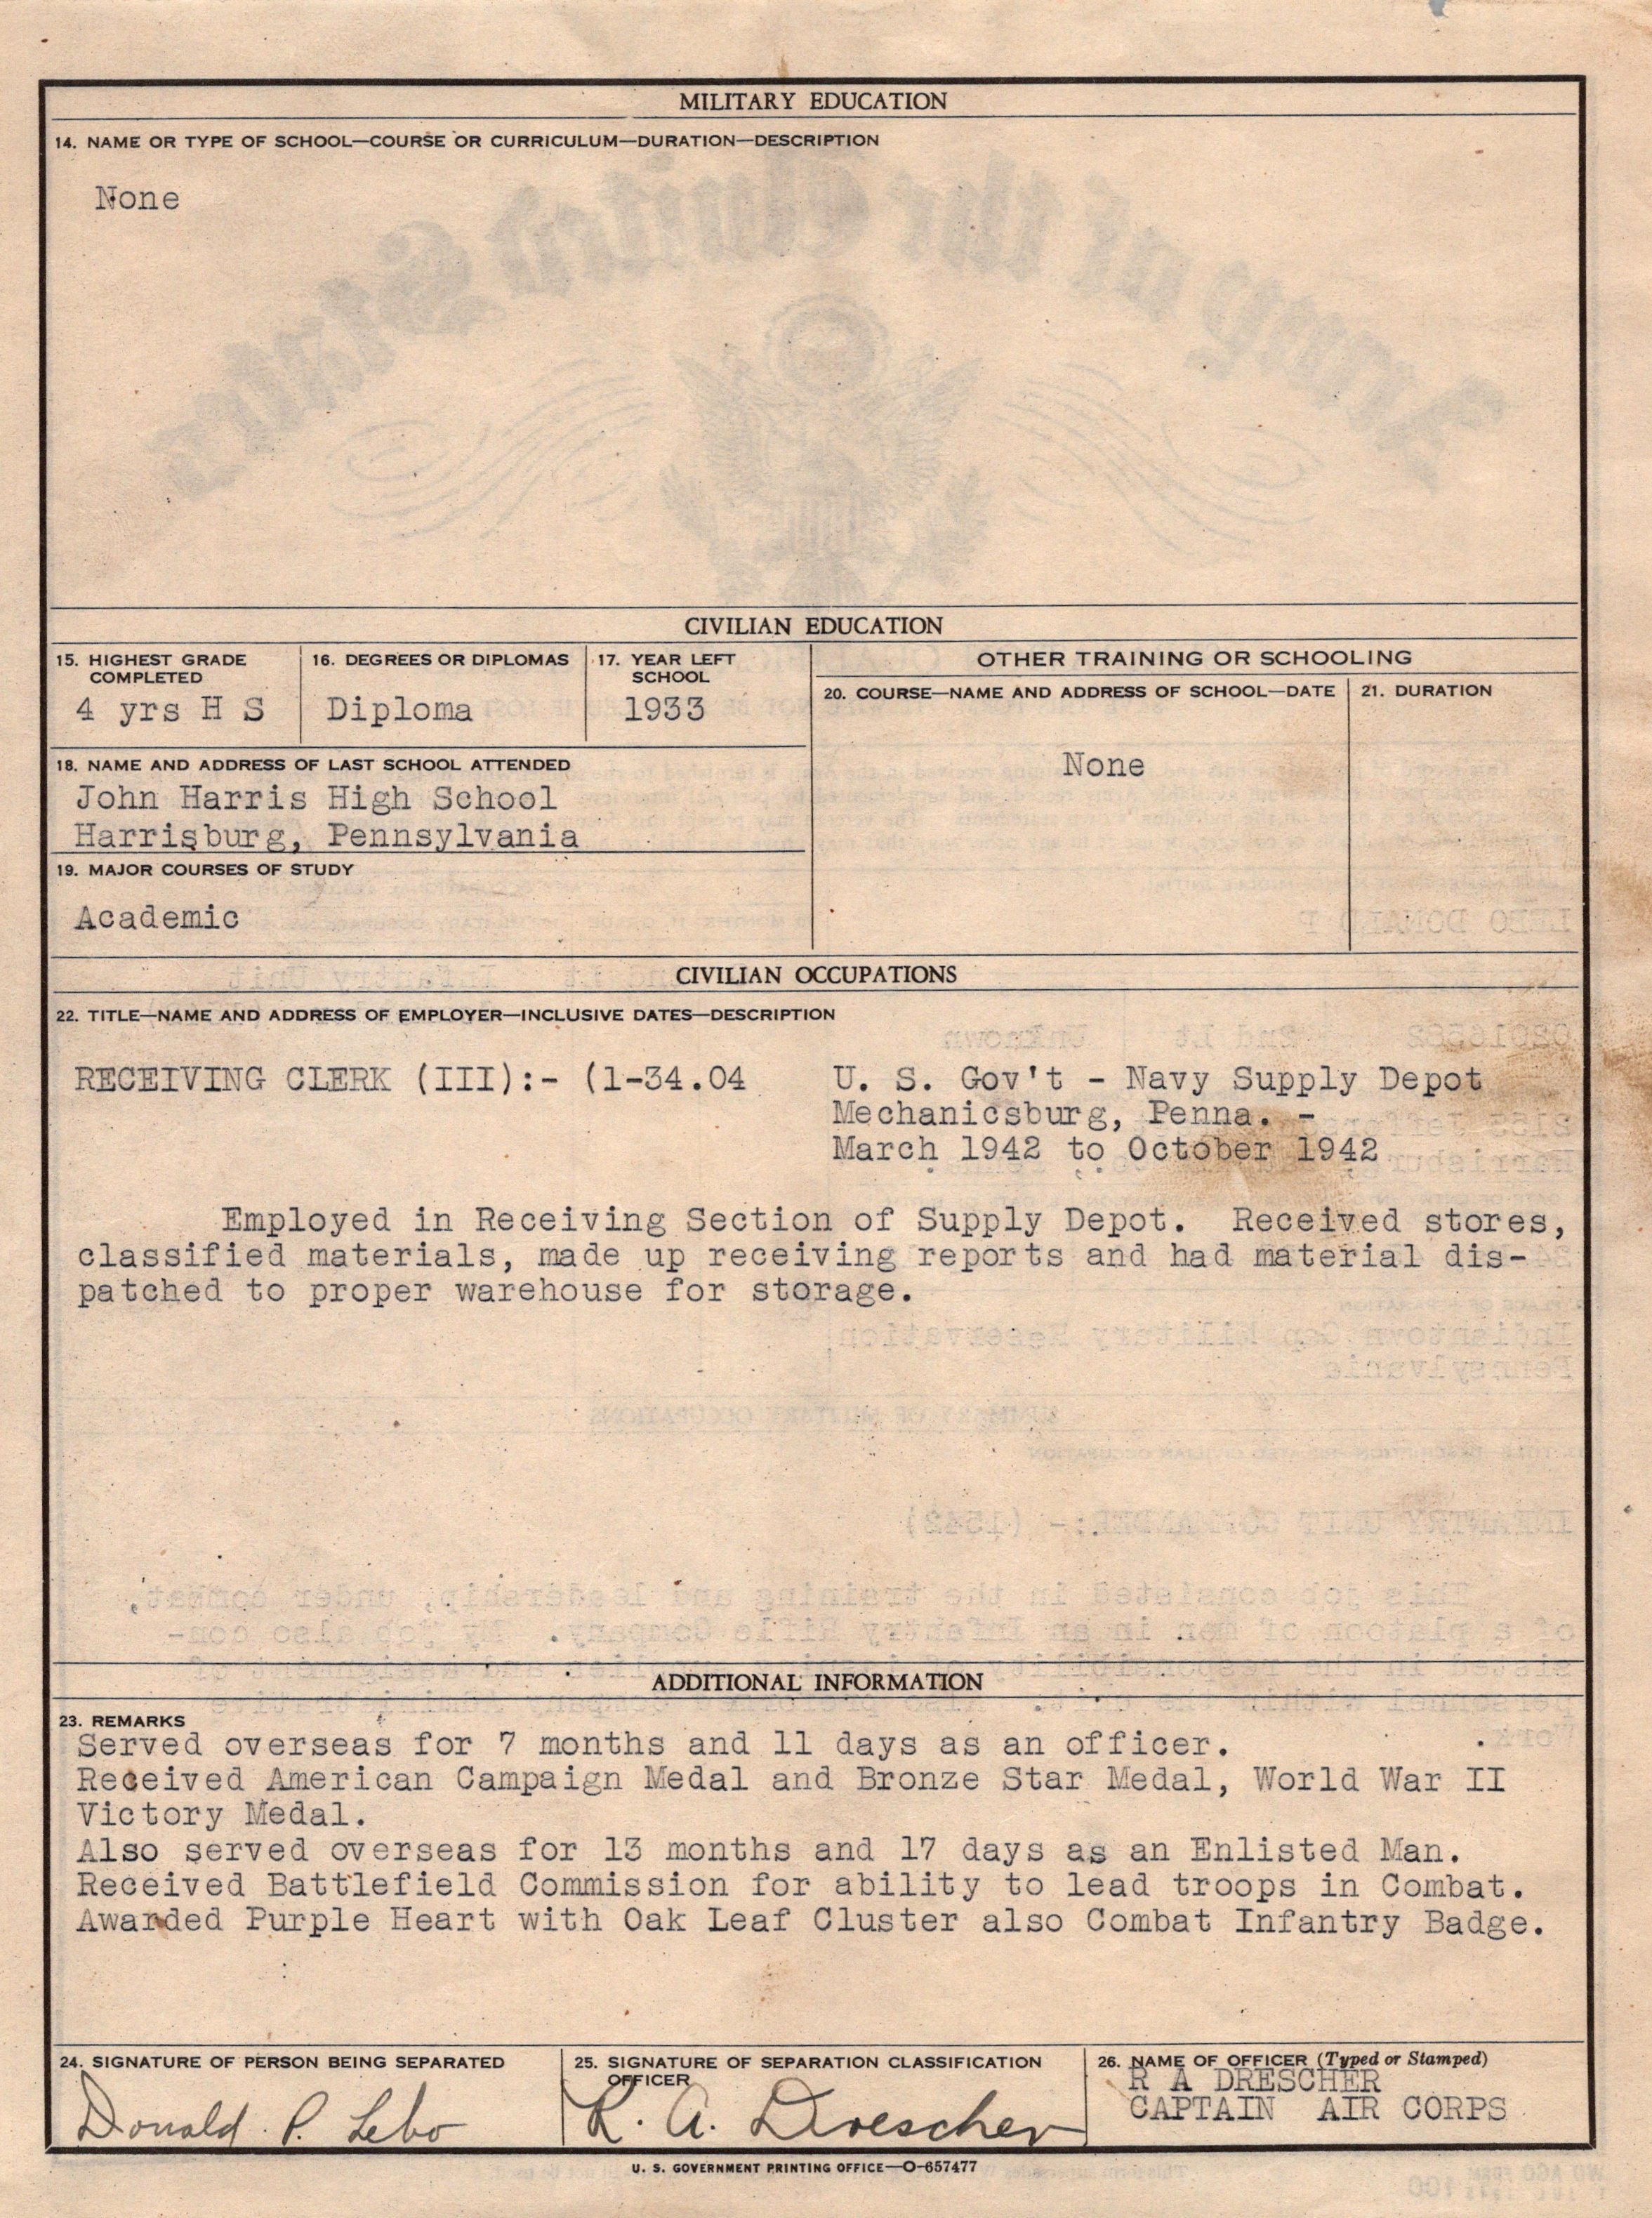 MILITARY EDUCATION
14. NAME OR TYPE OF SCHOOL—COURSE OR CURRICULUM—DURATION—DESCRIPTION
None
CIVILIAN EDUCATION
15. HIGHEST GRADE COMPLETED
4 yrs H S
16. DEGREES OR DIPLOMAS
Diploma
17. YEAR LEFT SCHOOL
1933
OTHER TRAINING OR SCHOOLING
20. COURSE—NAME AND ADDRESS OF SCHOOL—DATE
21. DURATION
None
18. NAME AND ADDRESS OF LAST SCHOOL ATTENDED
John Harris High School
Harrisburg, Pennsylvania
19. MAJOR COURSES OF STUDY
Academic
CIVILIAN OCCUPATIONS
22. TITLE—NAME AND ADDRESS OF EMPLOYER—INCLUSIVE DATES—DESCRIPTION
RECEIVING CLERK (III):- (1-34.04 U. S. Gov't - Navy Supply Depot
Mechanicsburg, Penna. -
March 1942 to October 1942
Employed in Receiving Section of Supply Depot. Received stores,
classified materials, made up receiving reports and had material dis-
patched to proper warehouse for storage.
ADDITIONAL INFORMATION
23. REMARKS
Served overseas for 7 months and 11 days as an officer.
Received American Campaign Medal and Bronze Star Medal, World War II
Victory Medal.
Also served overseas for 13 months and 17 days as an Enlisted Man.
Received Battlefield Commission for ability to lead troops in Combat.
Awarded Purple Heart with Oak Leaf Cluster also Combat Infantry Badge.
24. SIGNATURE OF PERSON BEING SEPARATED
Donald P. Lebo
25. SIGNATURE OF SEPARATION CLASSIFICATION OFFICER
R. A. Drescher
26. NAME OF OFFICER (Typed or Stamped)
R A DRESCHER
CAPTAIN AIR CORPS
U. S. GOVERNMENT PRINTING OFFICE—O-657477